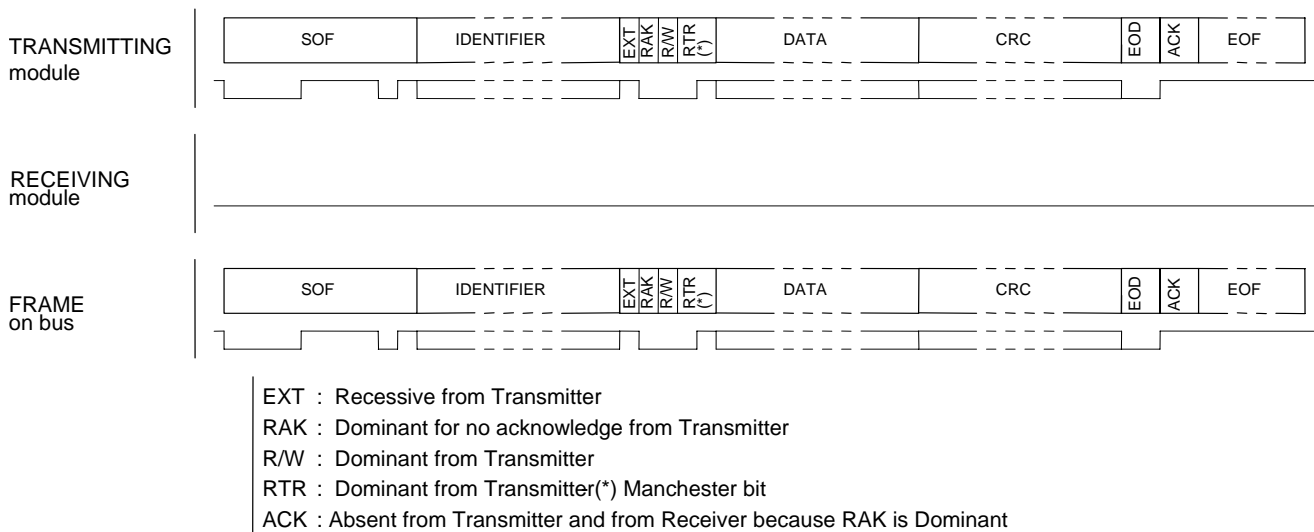 TRANSMITTING
module
SOF IDENTIFIER EXT RAK R/W RTR (*) DATA CRC EOD ACK EOF
RECEIVING
module
FRAME
on bus
SOF IDENTIFIER EXT RAK R/W RTR (*) DATA CRC EOD ACK EOF
EXT : Recessive from Transmitter
RAK : Dominant for no acknowledge from Transmitter
R/W : Dominant from Transmitter
RTR : Dominant from Transmitter(*) Manchester bit
ACK : Absent from Transmitter and from Receiver because RAK is Dominant